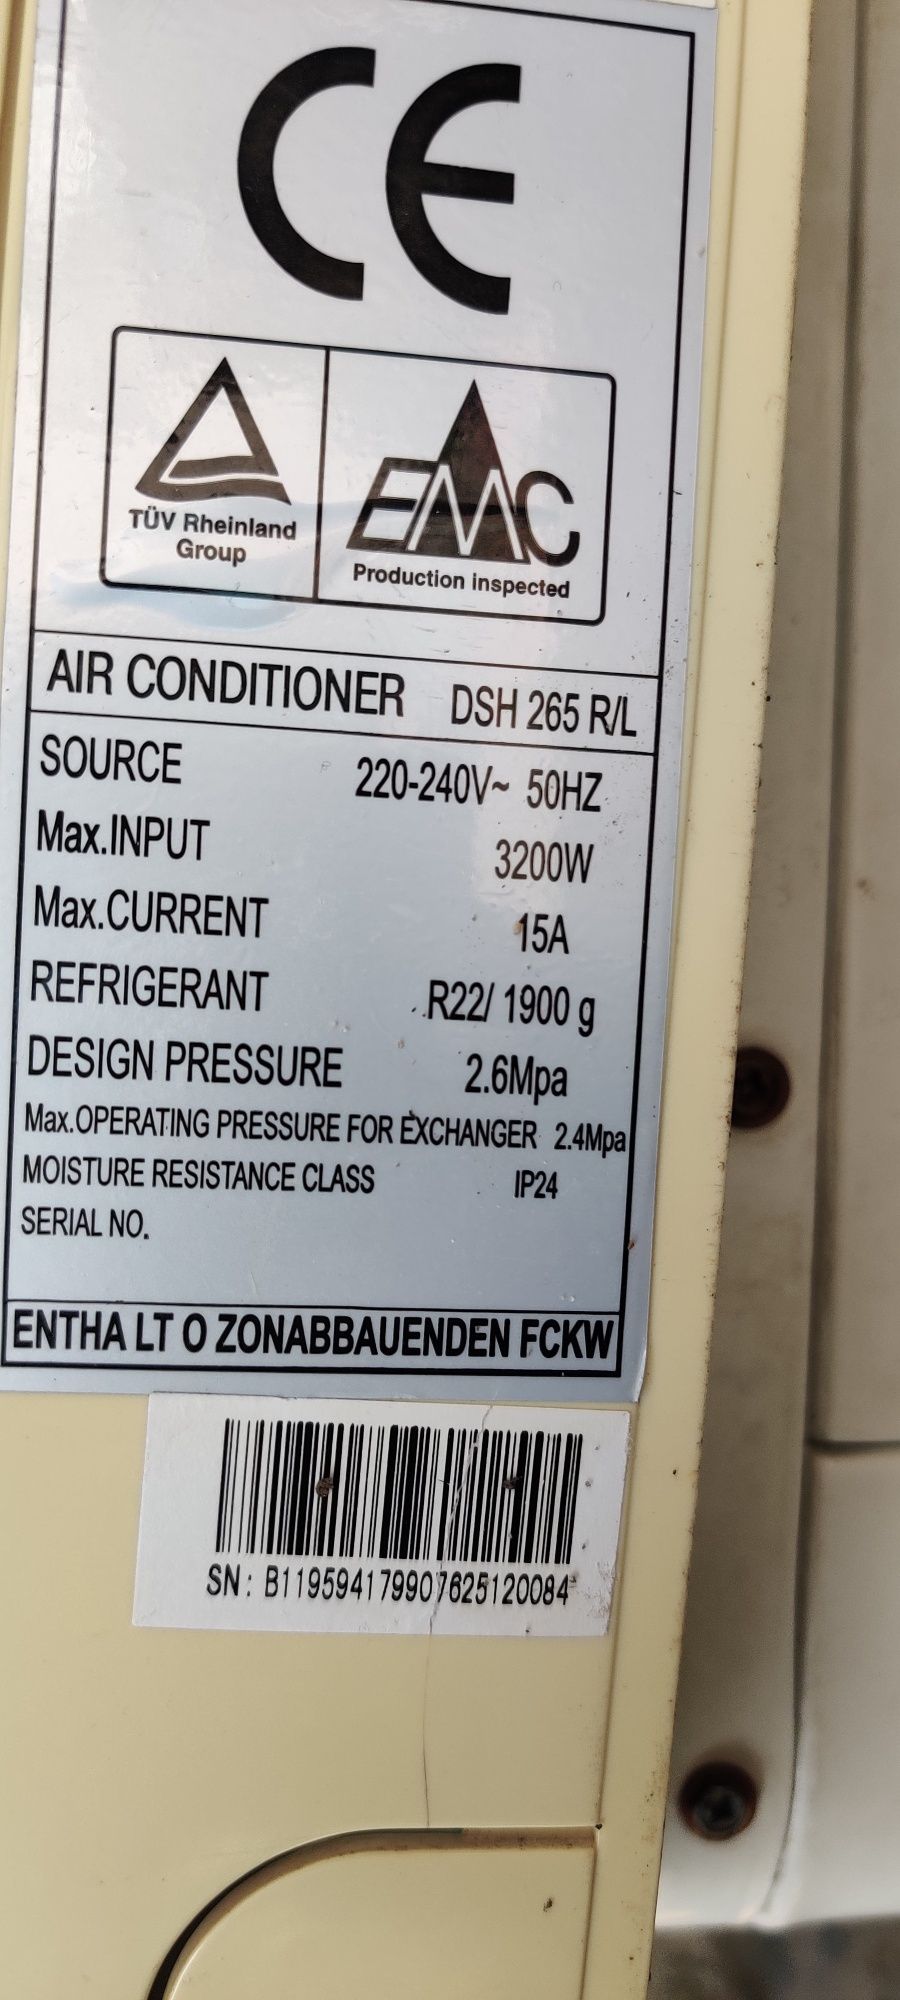 CE
TÜV Rheinland
Group
EMC
Production inspected
AIR CONDITIONER DSH 265 R/L
SOURCE 220-240V~ 50HZ
Max.INPUT 3200W
Max.CURRENT 15A
REFRIGERANT R22/ 1900 g
DESIGN PRESSURE 2.6Mpa
Max.OPERATING PRESSURE FOR EXCHANGER 2.4Mpa
MOISTURE RESISTANCE CLASS IP24
SERIAL NO.
ENTHA LT O ZONABBAUENDEN FCKW
SN: B119594179907625120084